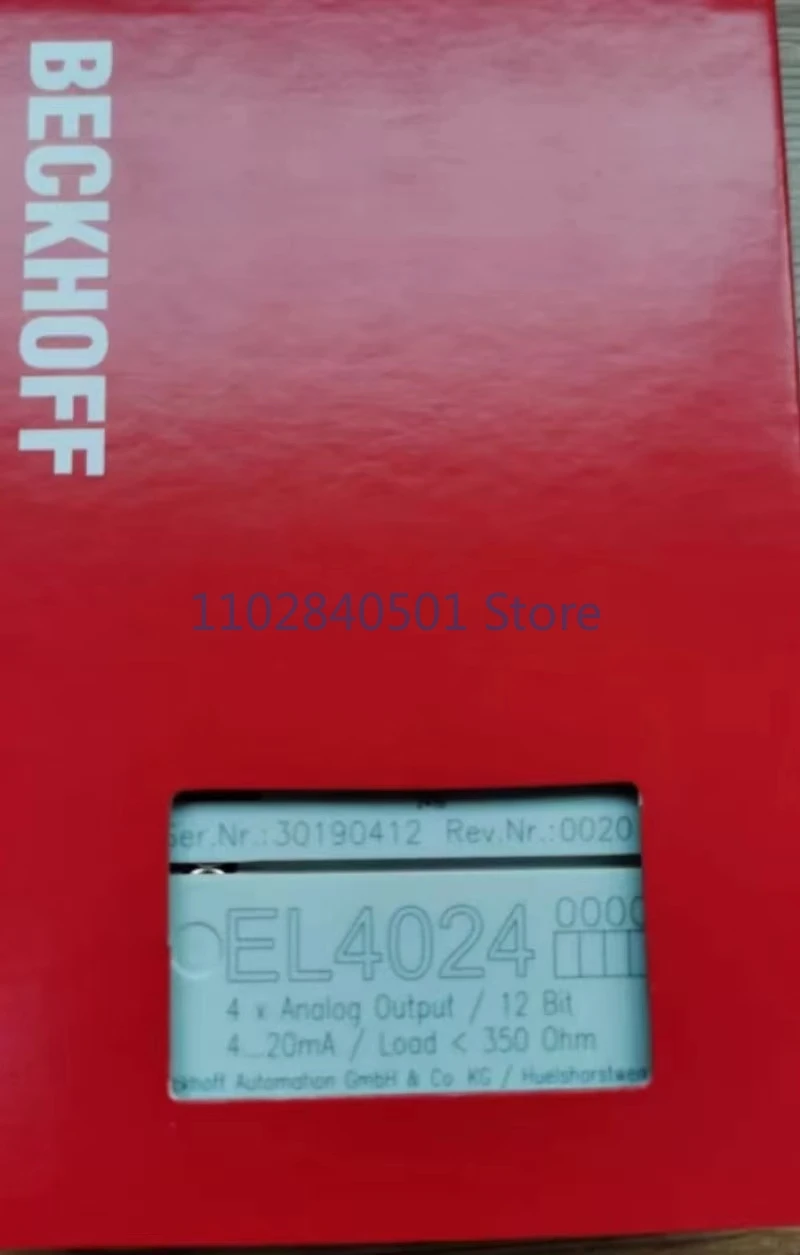 BECKHOFF
1102840501 Store
Ser.Nr.:30190412 Rev.Nr.:0020
EL4024
4 x Analog Output / 12 Bit
4...20mA / Load < 350 Ohm
Automation GmbH & Co KG /